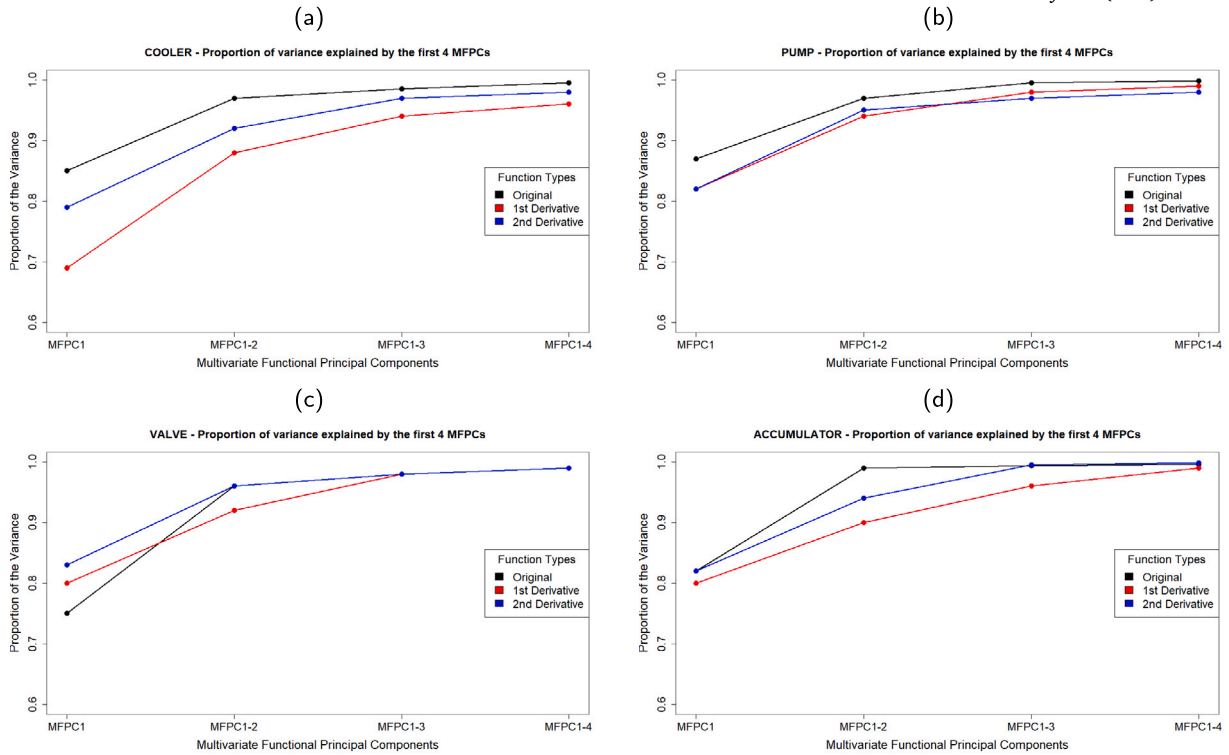 (a)
COOLER - Proportion of variance explained by the first 4 MFPCs
Proportion of the Variance
1.0
0.9
0.8
0.7
0.6
Function Types
Original
1st Derivative
2nd Derivative
MFPC1 MFPC1-2 MFPC1-3 MFPC1-4
Multivariate Functional Principal Components
(b)
PUMP - Proportion of variance explained by the first 4 MFPCs
Proportion of the Variance
1.0
0.9
0.8
0.7
0.6
Function Types
Original
1st Derivative
2nd Derivative
MFPC1 MFPC1-2 MFPC1-3 MFPC1-4
Multivariate Functional Principal Components
(c)
VALVE - Proportion of variance explained by the first 4 MFPCs
Proportion of the Variance
1.0
0.9
0.8
0.7
0.6
Function Types
Original
1st Derivative
2nd Derivative
MFPC1 MFPC1-2 MFPC1-3 MFPC1-4
Multivariate Functional Principal Components
(d)
ACCUMULATOR - Proportion of variance explained by the first 4 MFPCs
Proportion of the Variance
1.0
0.9
0.8
0.7
0.6
Function Types
Original
1st Derivative
2nd Derivative
MFPC1 MFPC1-2 MFPC1-3 MFPC1-4
Multivariate Functional Principal Components